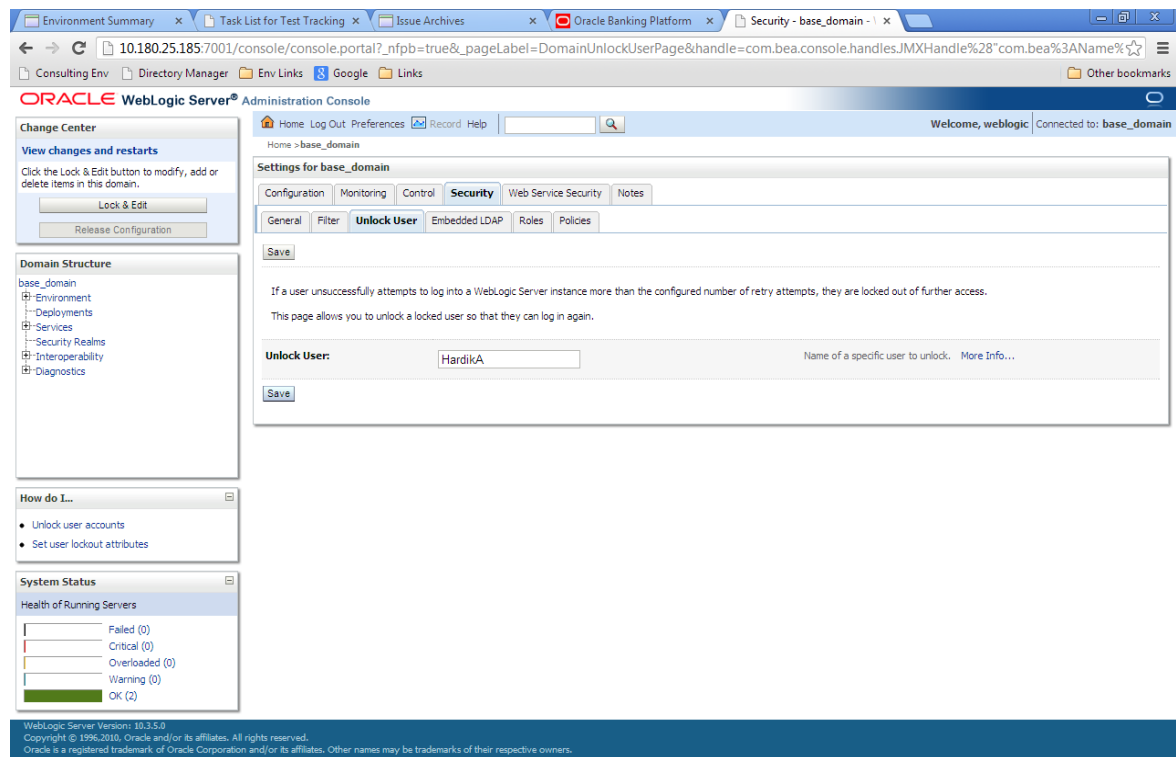 Environment Summary
Task List for Test Tracking
Issue Archives
Oracle Banking Platform
Security - base_domain -
10.180.25.185:7001/console/console.portal?_nfpb=true&_pageLabel=DomainUnlockUserPage&handle=com.bea.console.handles.JMXHandle%28"com.bea%3AName%
Consulting Env
Directory Manager
Env Links
Google
Links
Other bookmarks
ORACLE WebLogic Server® Administration Console
Change Center
View changes and restarts
Click the Lock & Edit button to modify, add or
delete items in this domain.
Lock & Edit
Release Configuration
Domain Structure
base_domain
Environment
Deployments
Services
Security Realms
Interoperability
Diagnostics
How do I...
Unlock user accounts
Set user lockout attributes
System Status
Health of Running Servers
Failed (0)
Critical (0)
Overloaded (0)
Warning (0)
OK (2)
Home Log Out Preferences Record Help
Welcome, weblogic Connected to: base_domain
Home >base_domain
Settings for base_domain
Configuration Monitoring Control Security Web Service Security Notes
General Filter Unlock User Embedded LDAP Roles Policies
Save
If a user unsuccessfully attempts to log into a WebLogic Server instance more than the configured number of retry attempts, they are locked out of further access.
This page allows you to unlock a locked user so that they can log in again.
Unlock User: HardikA Name of a specific user to unlock. More Info...
Save
WebLogic Server Version: 10.3.5.0
Copyright © 1996,2010, Oracle and/or its affiliates. All rights reserved.
Oracle is a registered trademark of Oracle Corporation and/or its affiliates. Other names may be trademarks of their respective owners.